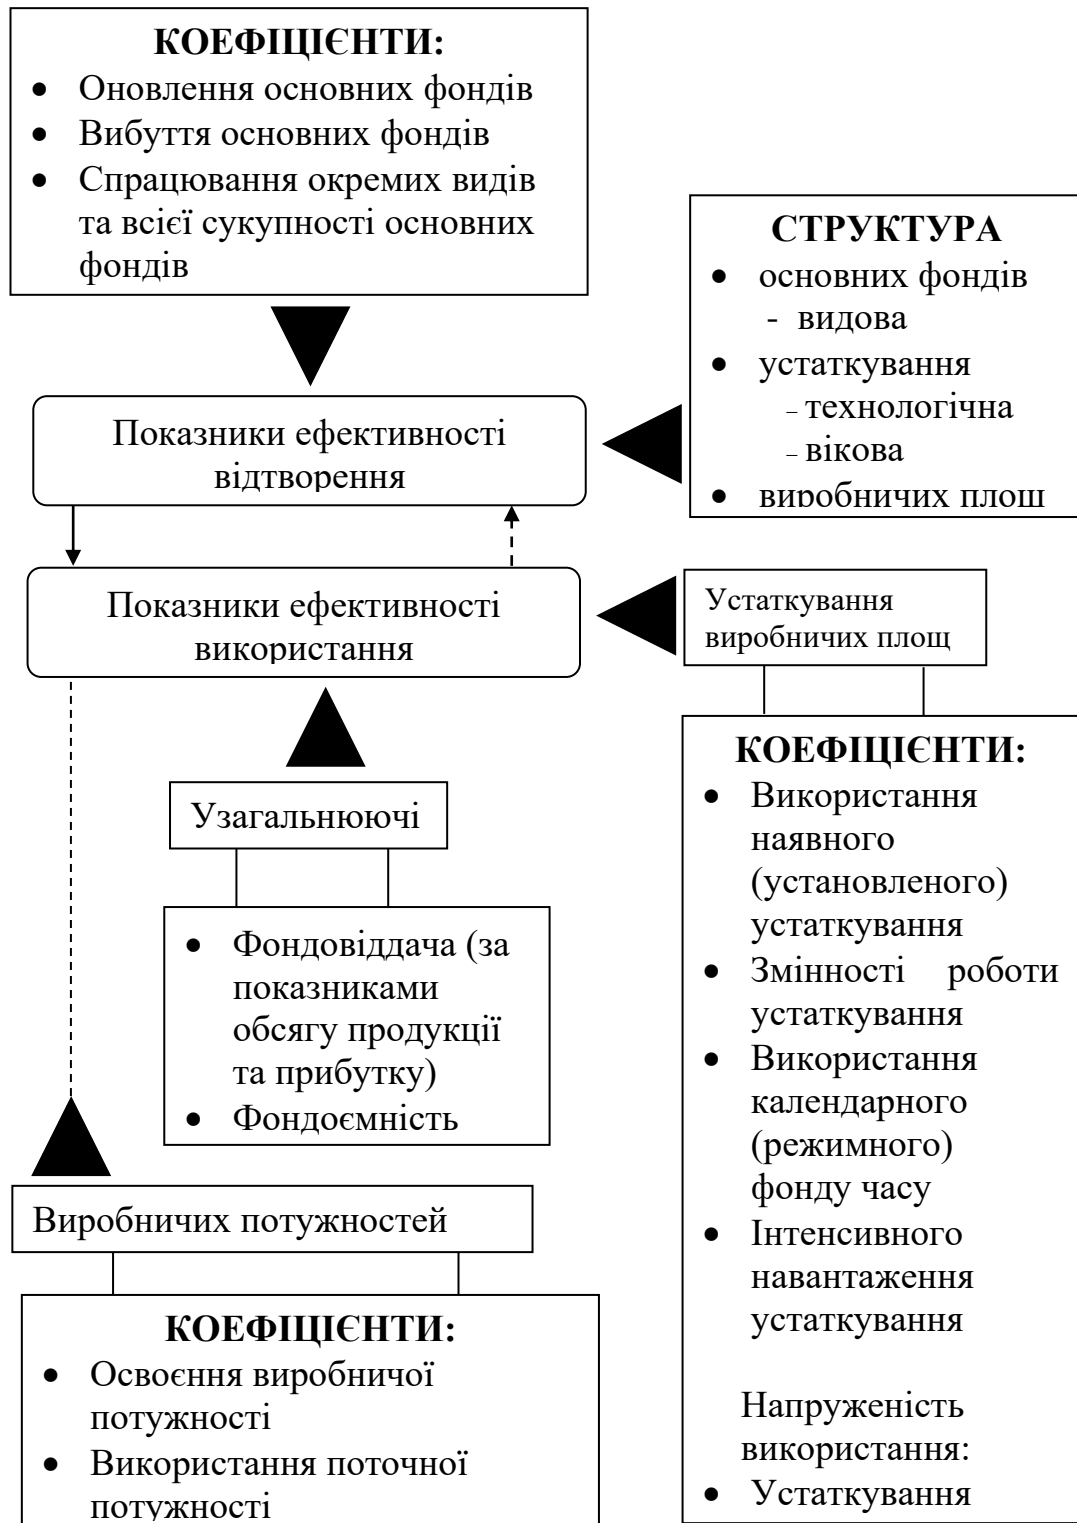 КОЕФІЦІЄНТИ:
• Оновлення основних фондів
• Вибуття основних фондів
• Спрацювання окремих видів
та всієї сукупності основних
фондів
СТРУКТУРА
• основних фондів
- видова
• устаткування
– технологічна
– вікова
• виробничих площ
Показники ефективності
відтворення
Показники ефективності
використання
Устаткування
виробничих площ
Узагальнюючі
• Фондовіддача (за
показниками
обсягу продукції
та прибутку)
• Фондоємність
КОЕФІЦІЄНТИ:
• Використання
наявного
(установленого)
устаткування
• Змінності роботи
устаткування
• Використання
календарного
(режимного)
фонду часу
• Інтенсивного
навантаження
устаткування
Напруженість
використання:
• Устаткування
Виробничих потужностей
КОЕФІЦІЄНТИ:
• Освоєння виробничої
потужності
• Використання поточної
потужності